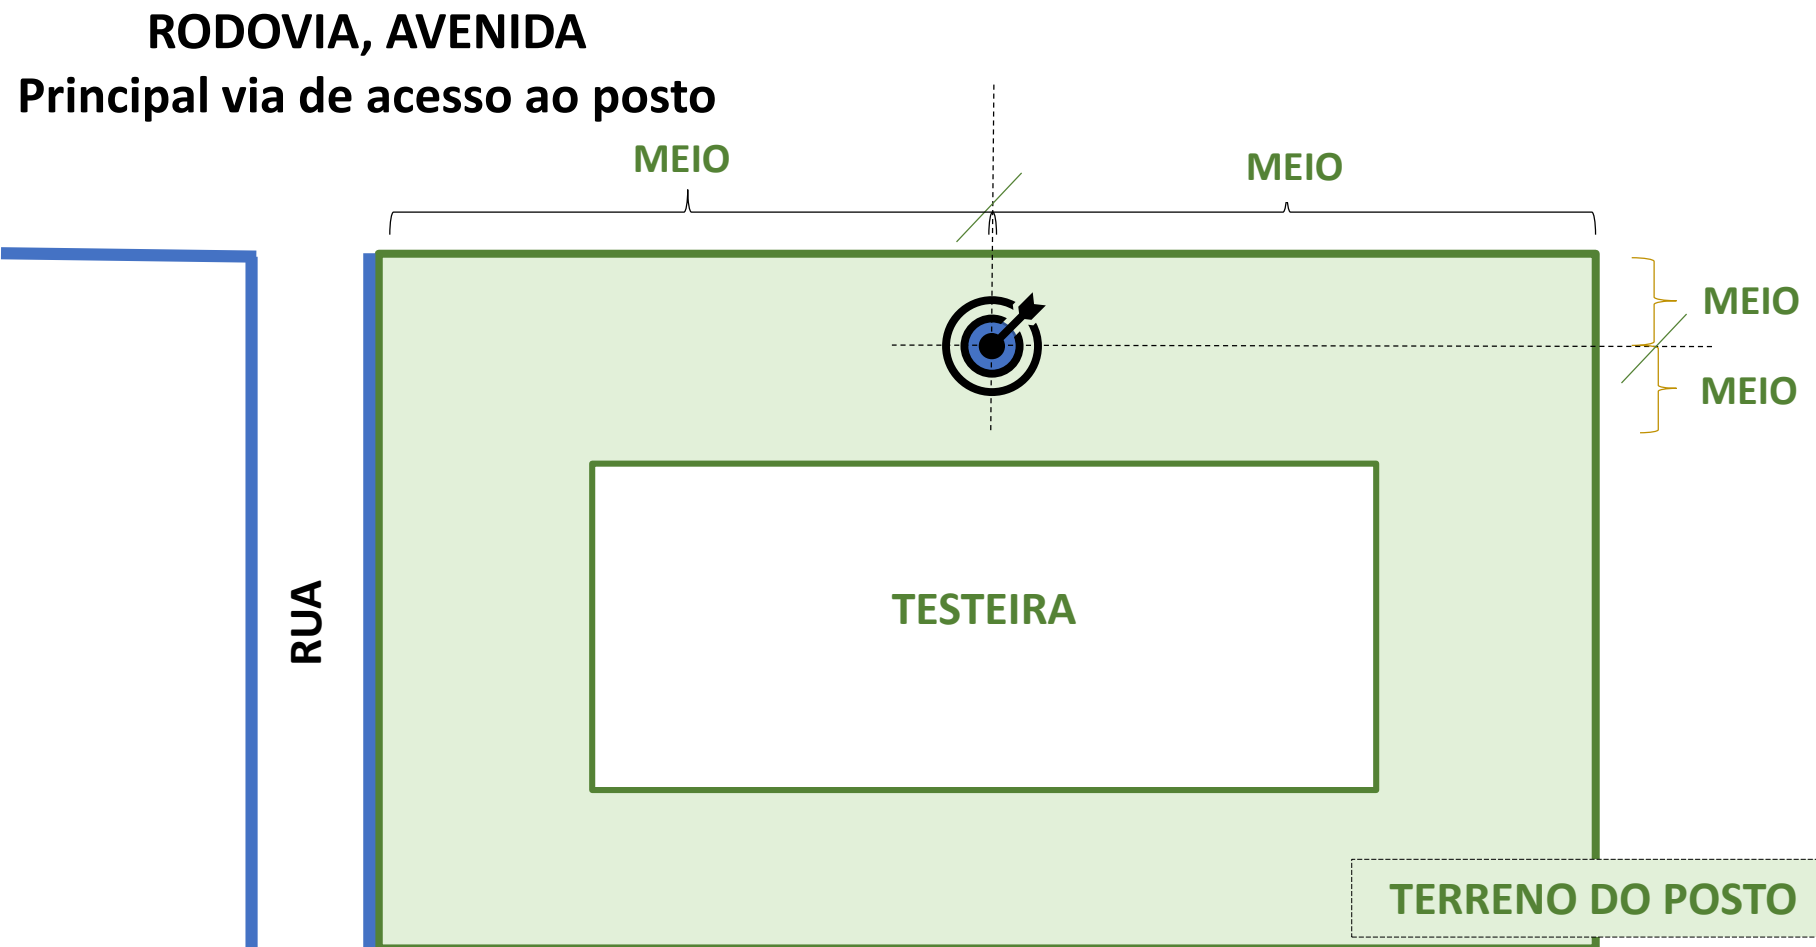 RODOVIA, AVENIDA
Principal via de acesso ao posto
MEIO
MEIO
MEIO
MEIO
RUA
TESTEIRA
TERRENO DO POSTO